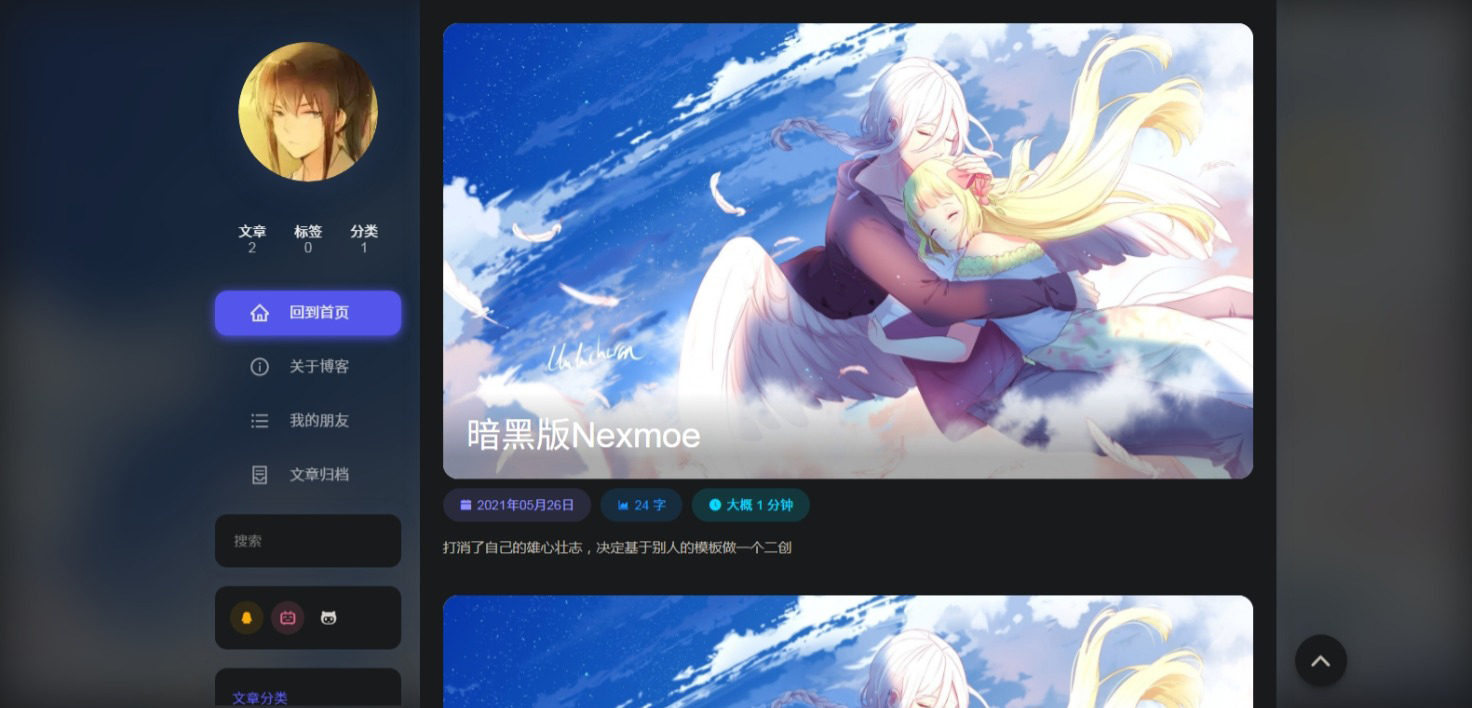 文章 标签 分类
2 0 1
回到首页
关于博客
我的朋友
文章归档
搜索
文章分类
暗黑版Nexmoe
2021年05月26日 24 字 大概 1 分钟
打消了自己的雄心壮志，决定基于别人的模板做一个二创